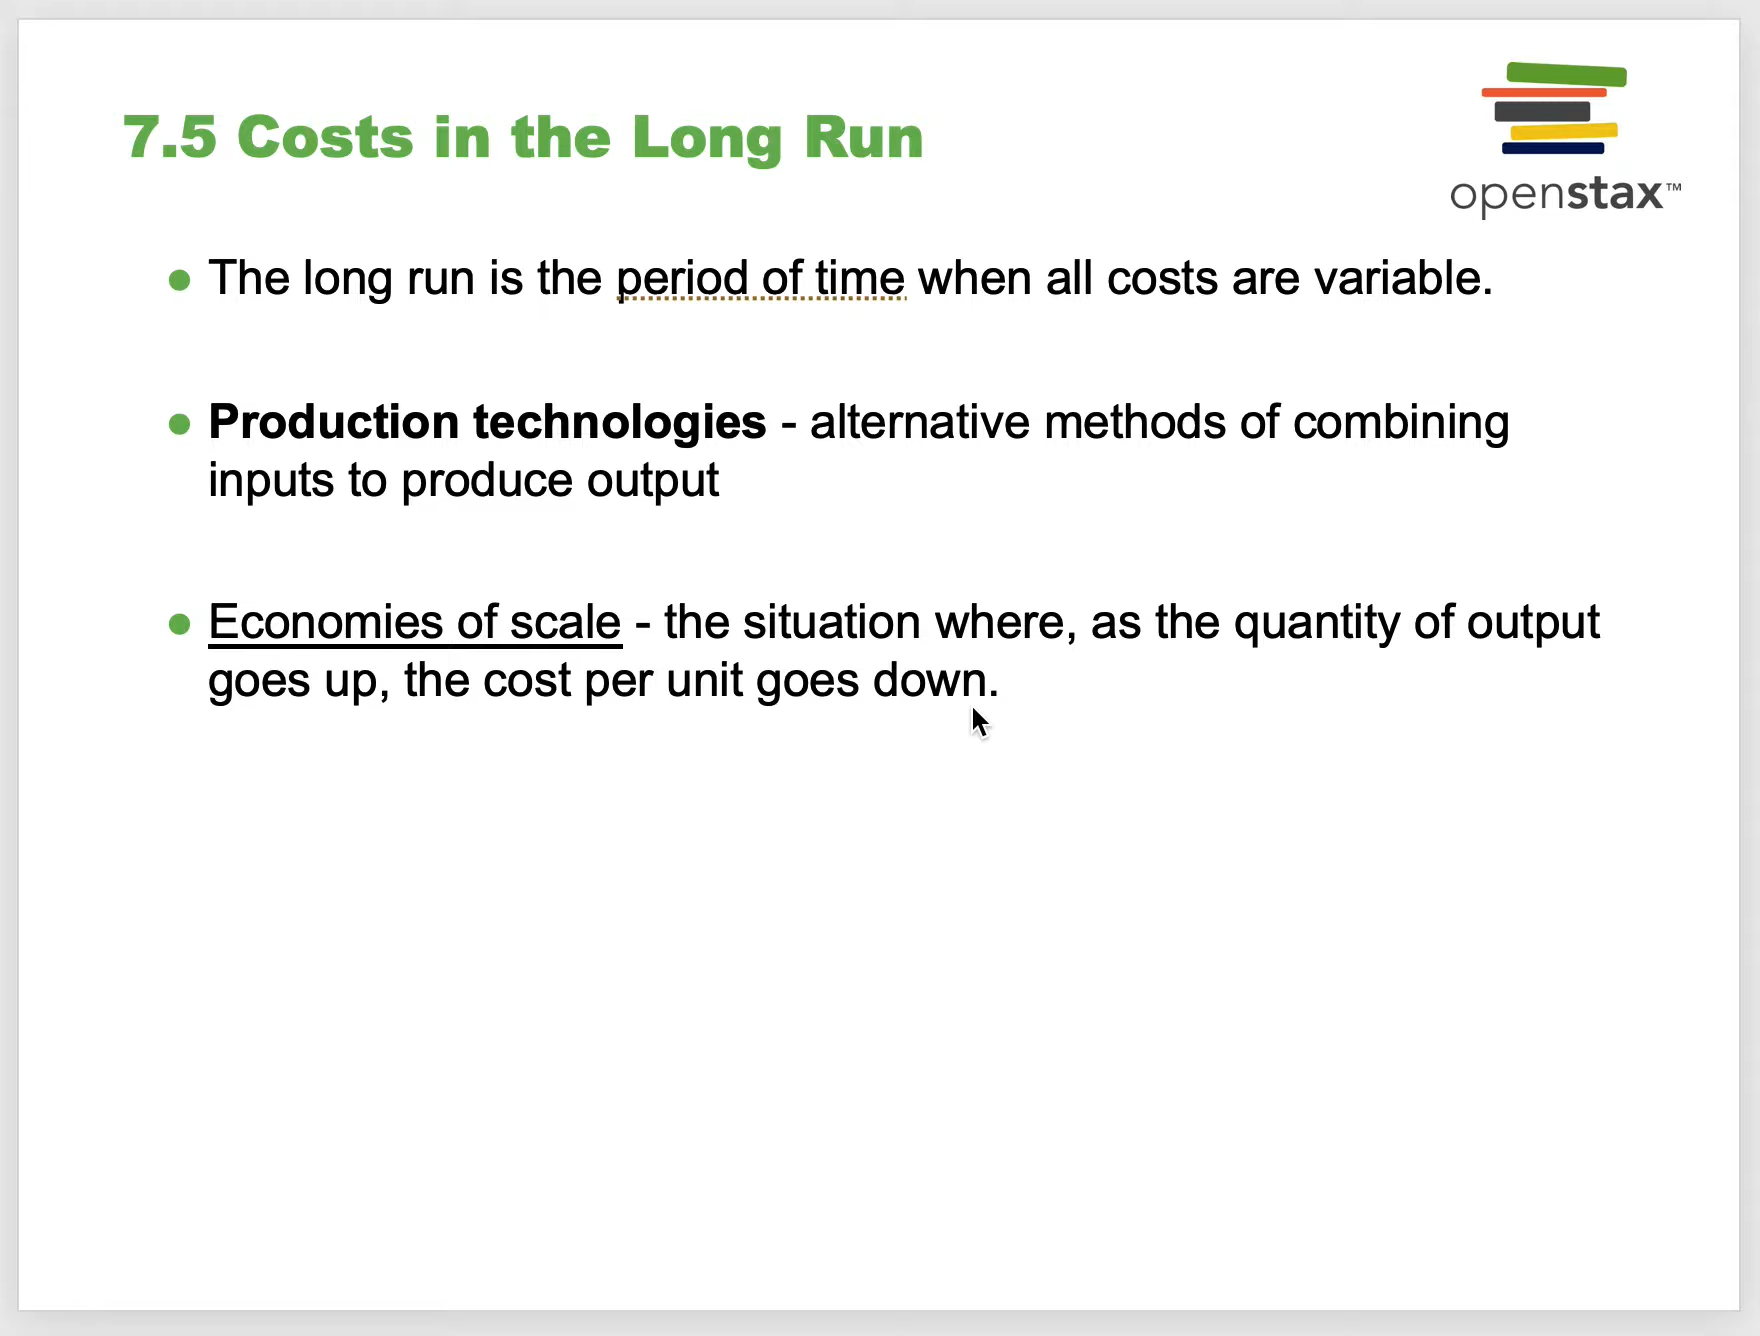 7.5 Costs in the Long Run
openstax™
The long run is the period of time when all costs are variable.
Production technologies - alternative methods of combining
inputs to produce output
Economies of scale - the situation where, as the quantity of output
goes up, the cost per unit goes down.